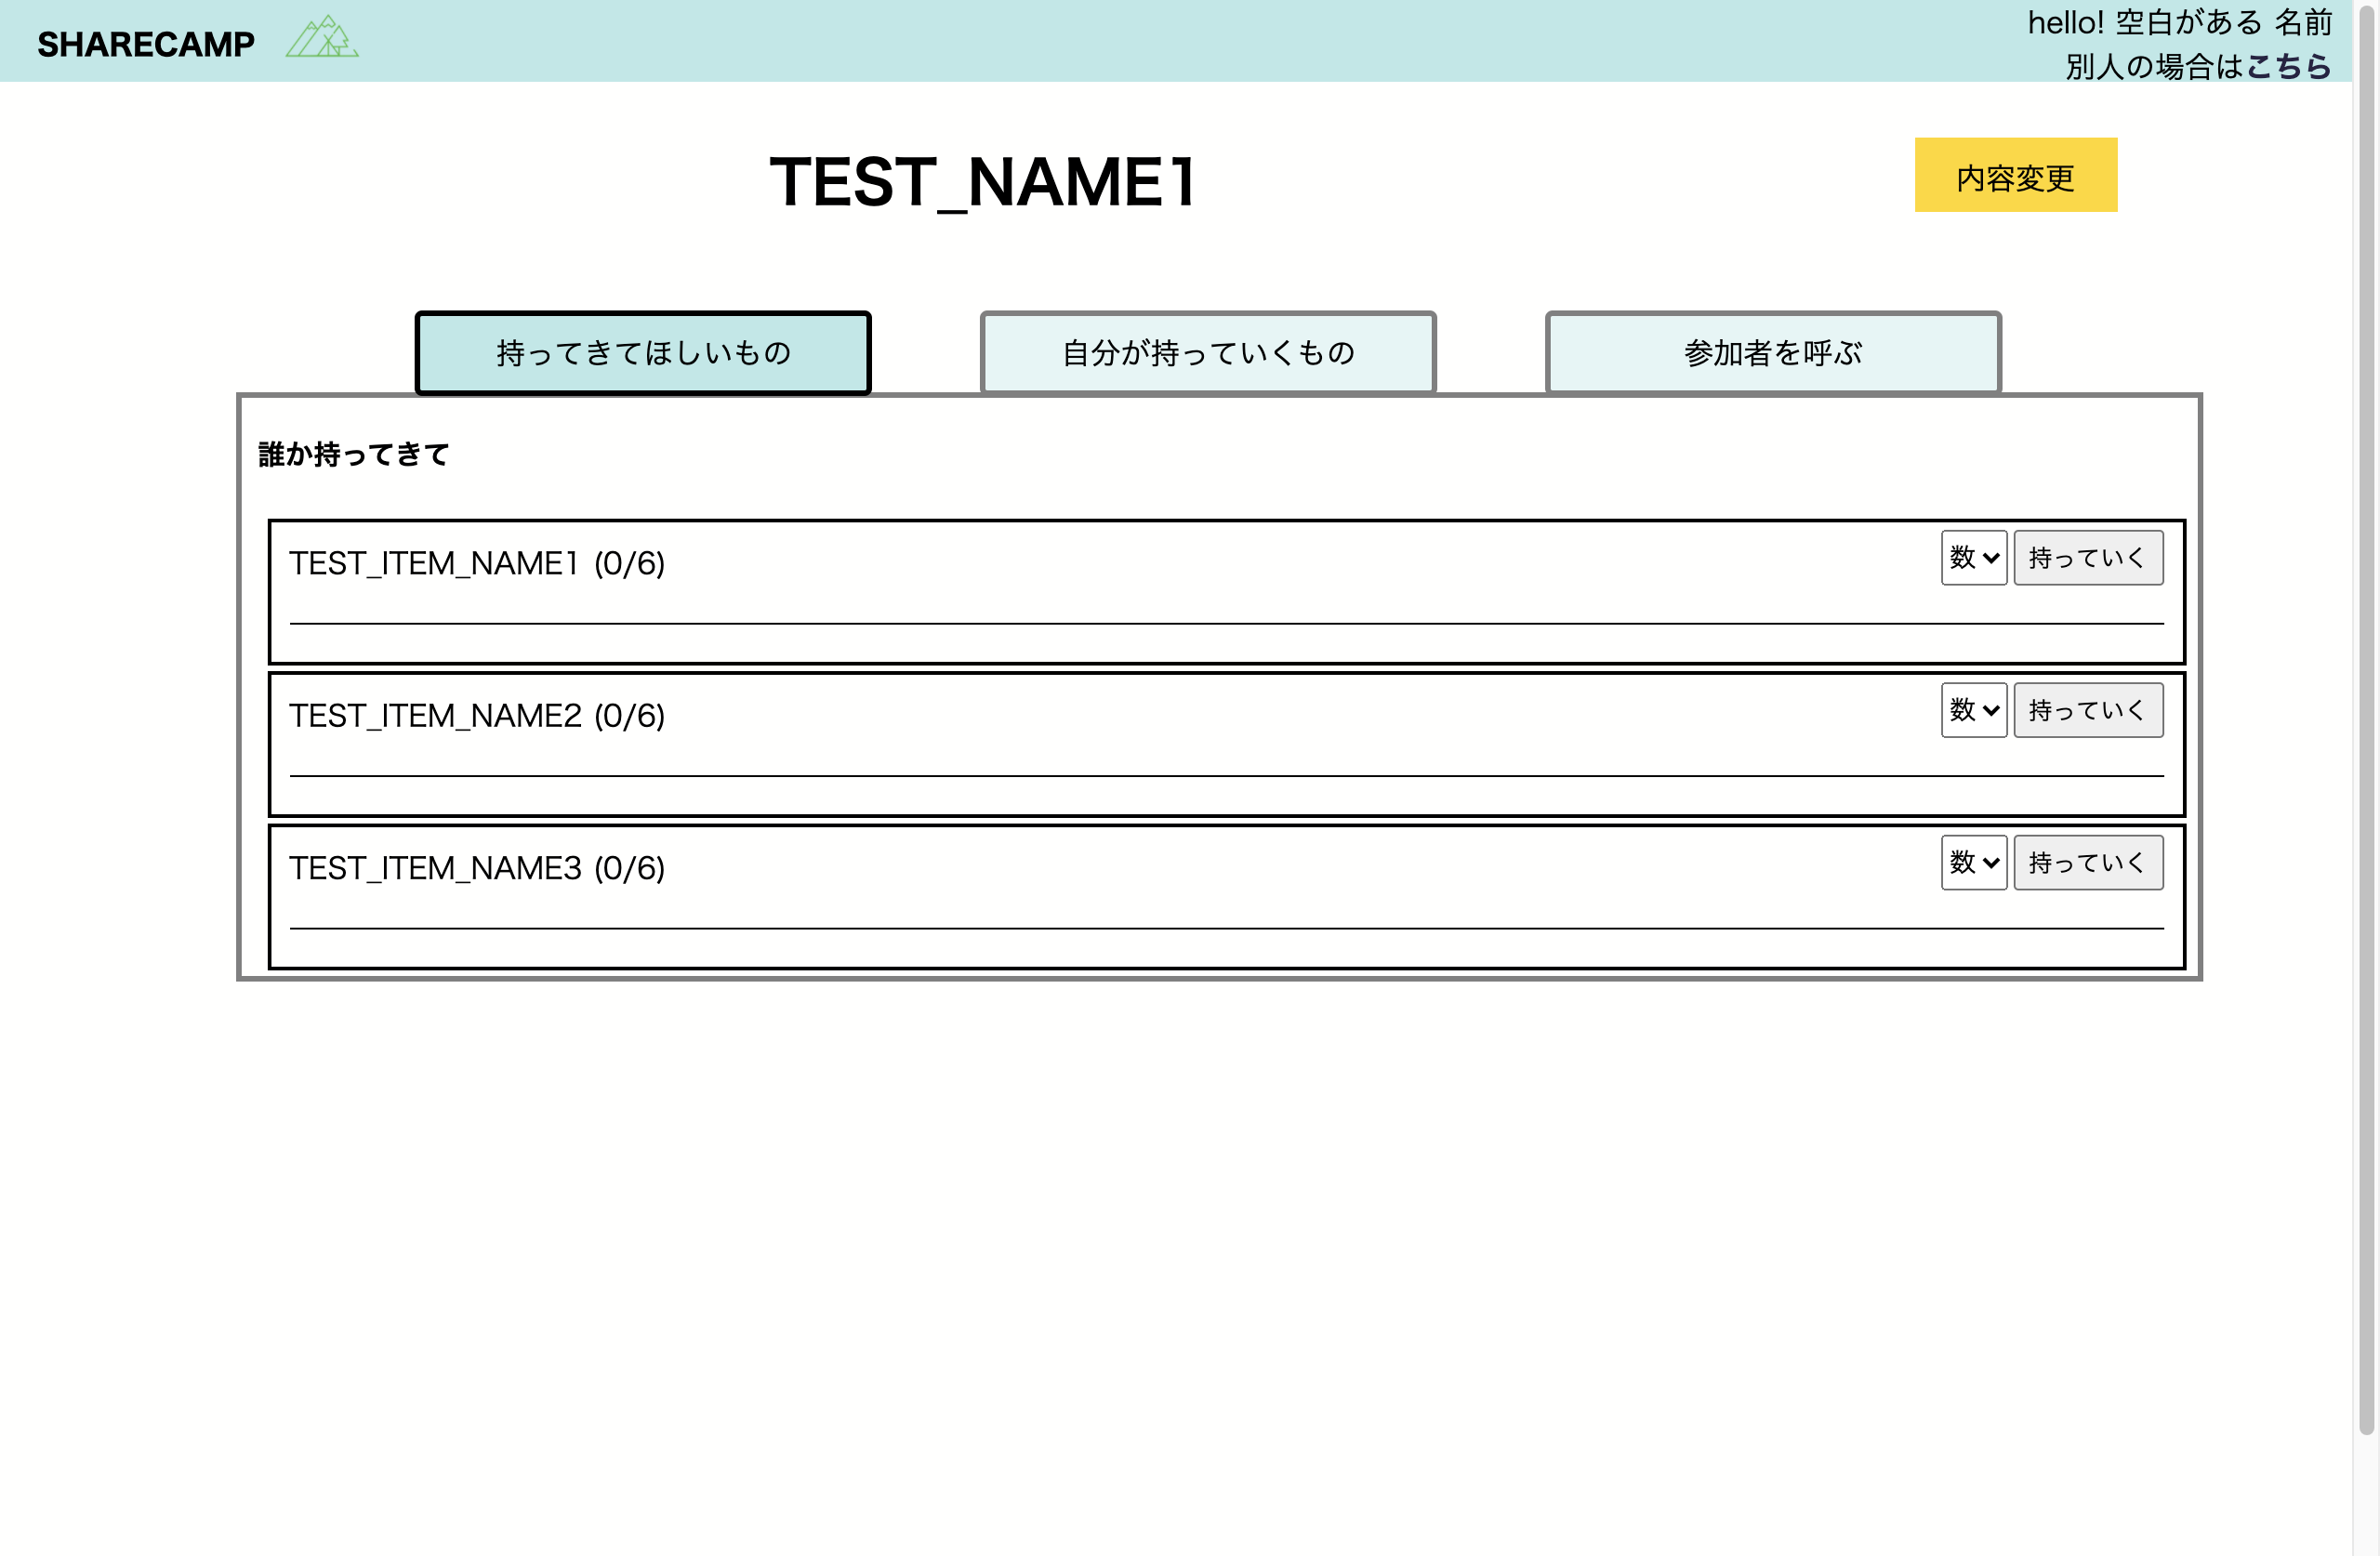 SHARECAMP
hello! 空白がある 名前
別人の場合はこちら
TEST_NAME1
内容変更
持ってきてほしいもの
自分が持っていくもの
参加者を呼ぶ
誰か持ってきて
TEST_ITEM_NAME1 (0/6)
数
持っていく
TEST_ITEM_NAME2 (0/6)
数
持っていく
TEST_ITEM_NAME3 (0/6)
数
持っていく